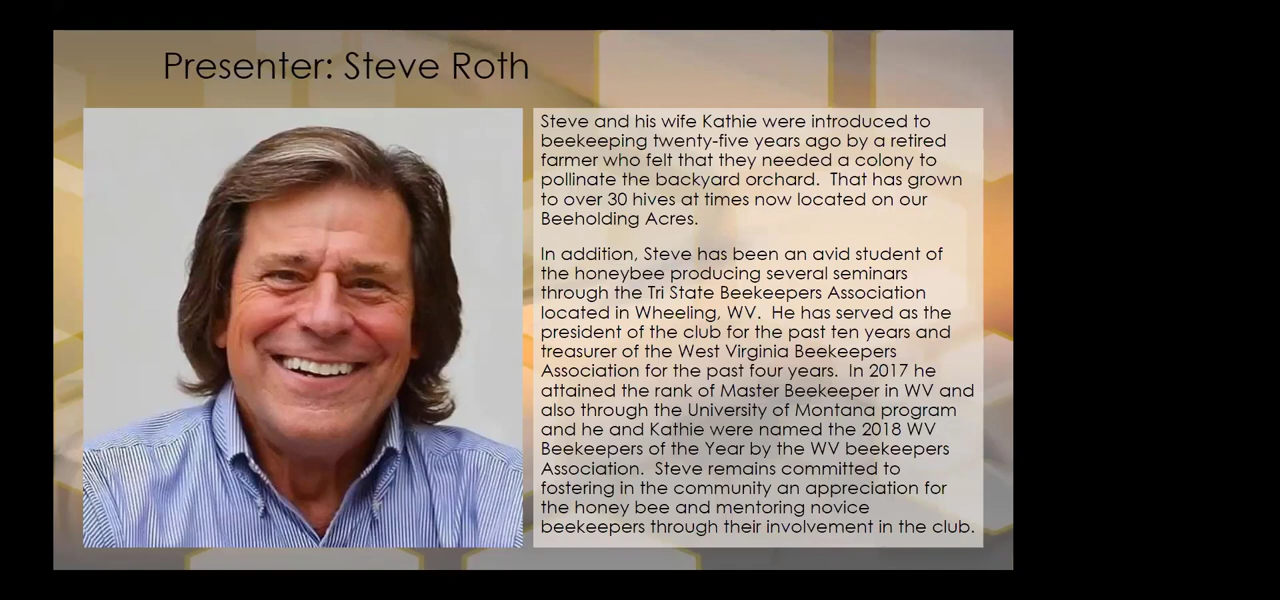 Presenter: Steve Roth
Steve and his wife Kathie were introduced to
beekeeping twenty-five years ago by a retired
farmer who felt that they needed a colony to
pollinate the backyard orchard.  That has grown
to over 30 hives at times now located on our
Beeholding Acres.
In addition, Steve has been an avid student of
the honeybee producing several seminars
through the Tri State Beekeepers Association
located in Wheeling, WV.  He has served as the
president of the club for the past ten years and
treasurer of the West Virginia Beekeepers
Association for the past four years.  In 2017 he
attained the rank of Master Beekeeper in WV and
also through the University of Montana program
and he and Kathie were named the 2018 WV
Beekeepers of the Year by the WV beekeepers
Association.  Steve remains committed to
fostering in the community an appreciation for
the honey bee and mentoring novice
beekeepers through their involvement in the club.